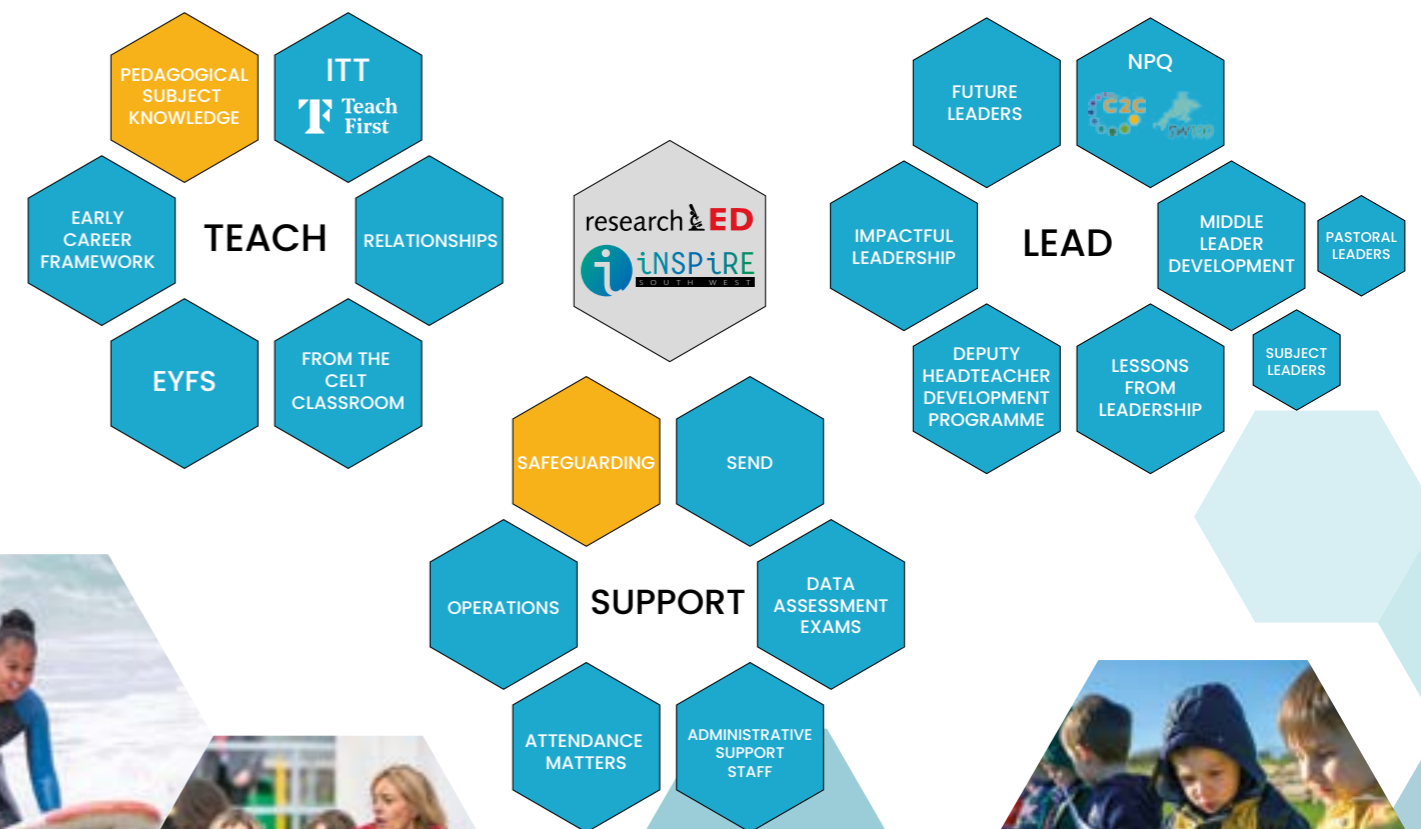 PEDAGOGICAL
SUBJECT
KNOWLEDGE
ITT
Teach
First
EARLY
CAREER
FRAMEWORK
TEACH
RELATIONSHIPS
EYFS
FROM THE
CELT
CLASSROOM
researchED
iNSPiRE
SOUTH WEST
FUTURE
LEADERS
NPQ
C2C
IMPACTFUL
LEADERSHIP
LEAD
MIDDLE
LEADER
DEVELOPMENT
PASTORAL
LEADERS
DEPUTY
HEADTEACHER
DEVELOPMENT
PROGRAMME
LESSONS
FROM
LEADERSHIP
SUBJECT
LEADERS
SAFEGUARDING
SEND
OPERATIONS
SUPPORT
DATA
ASSESSMENT
EXAMS
ATTENDANCE
MATTERS
ADMINISTRATIVE
SUPPORT
STAFF